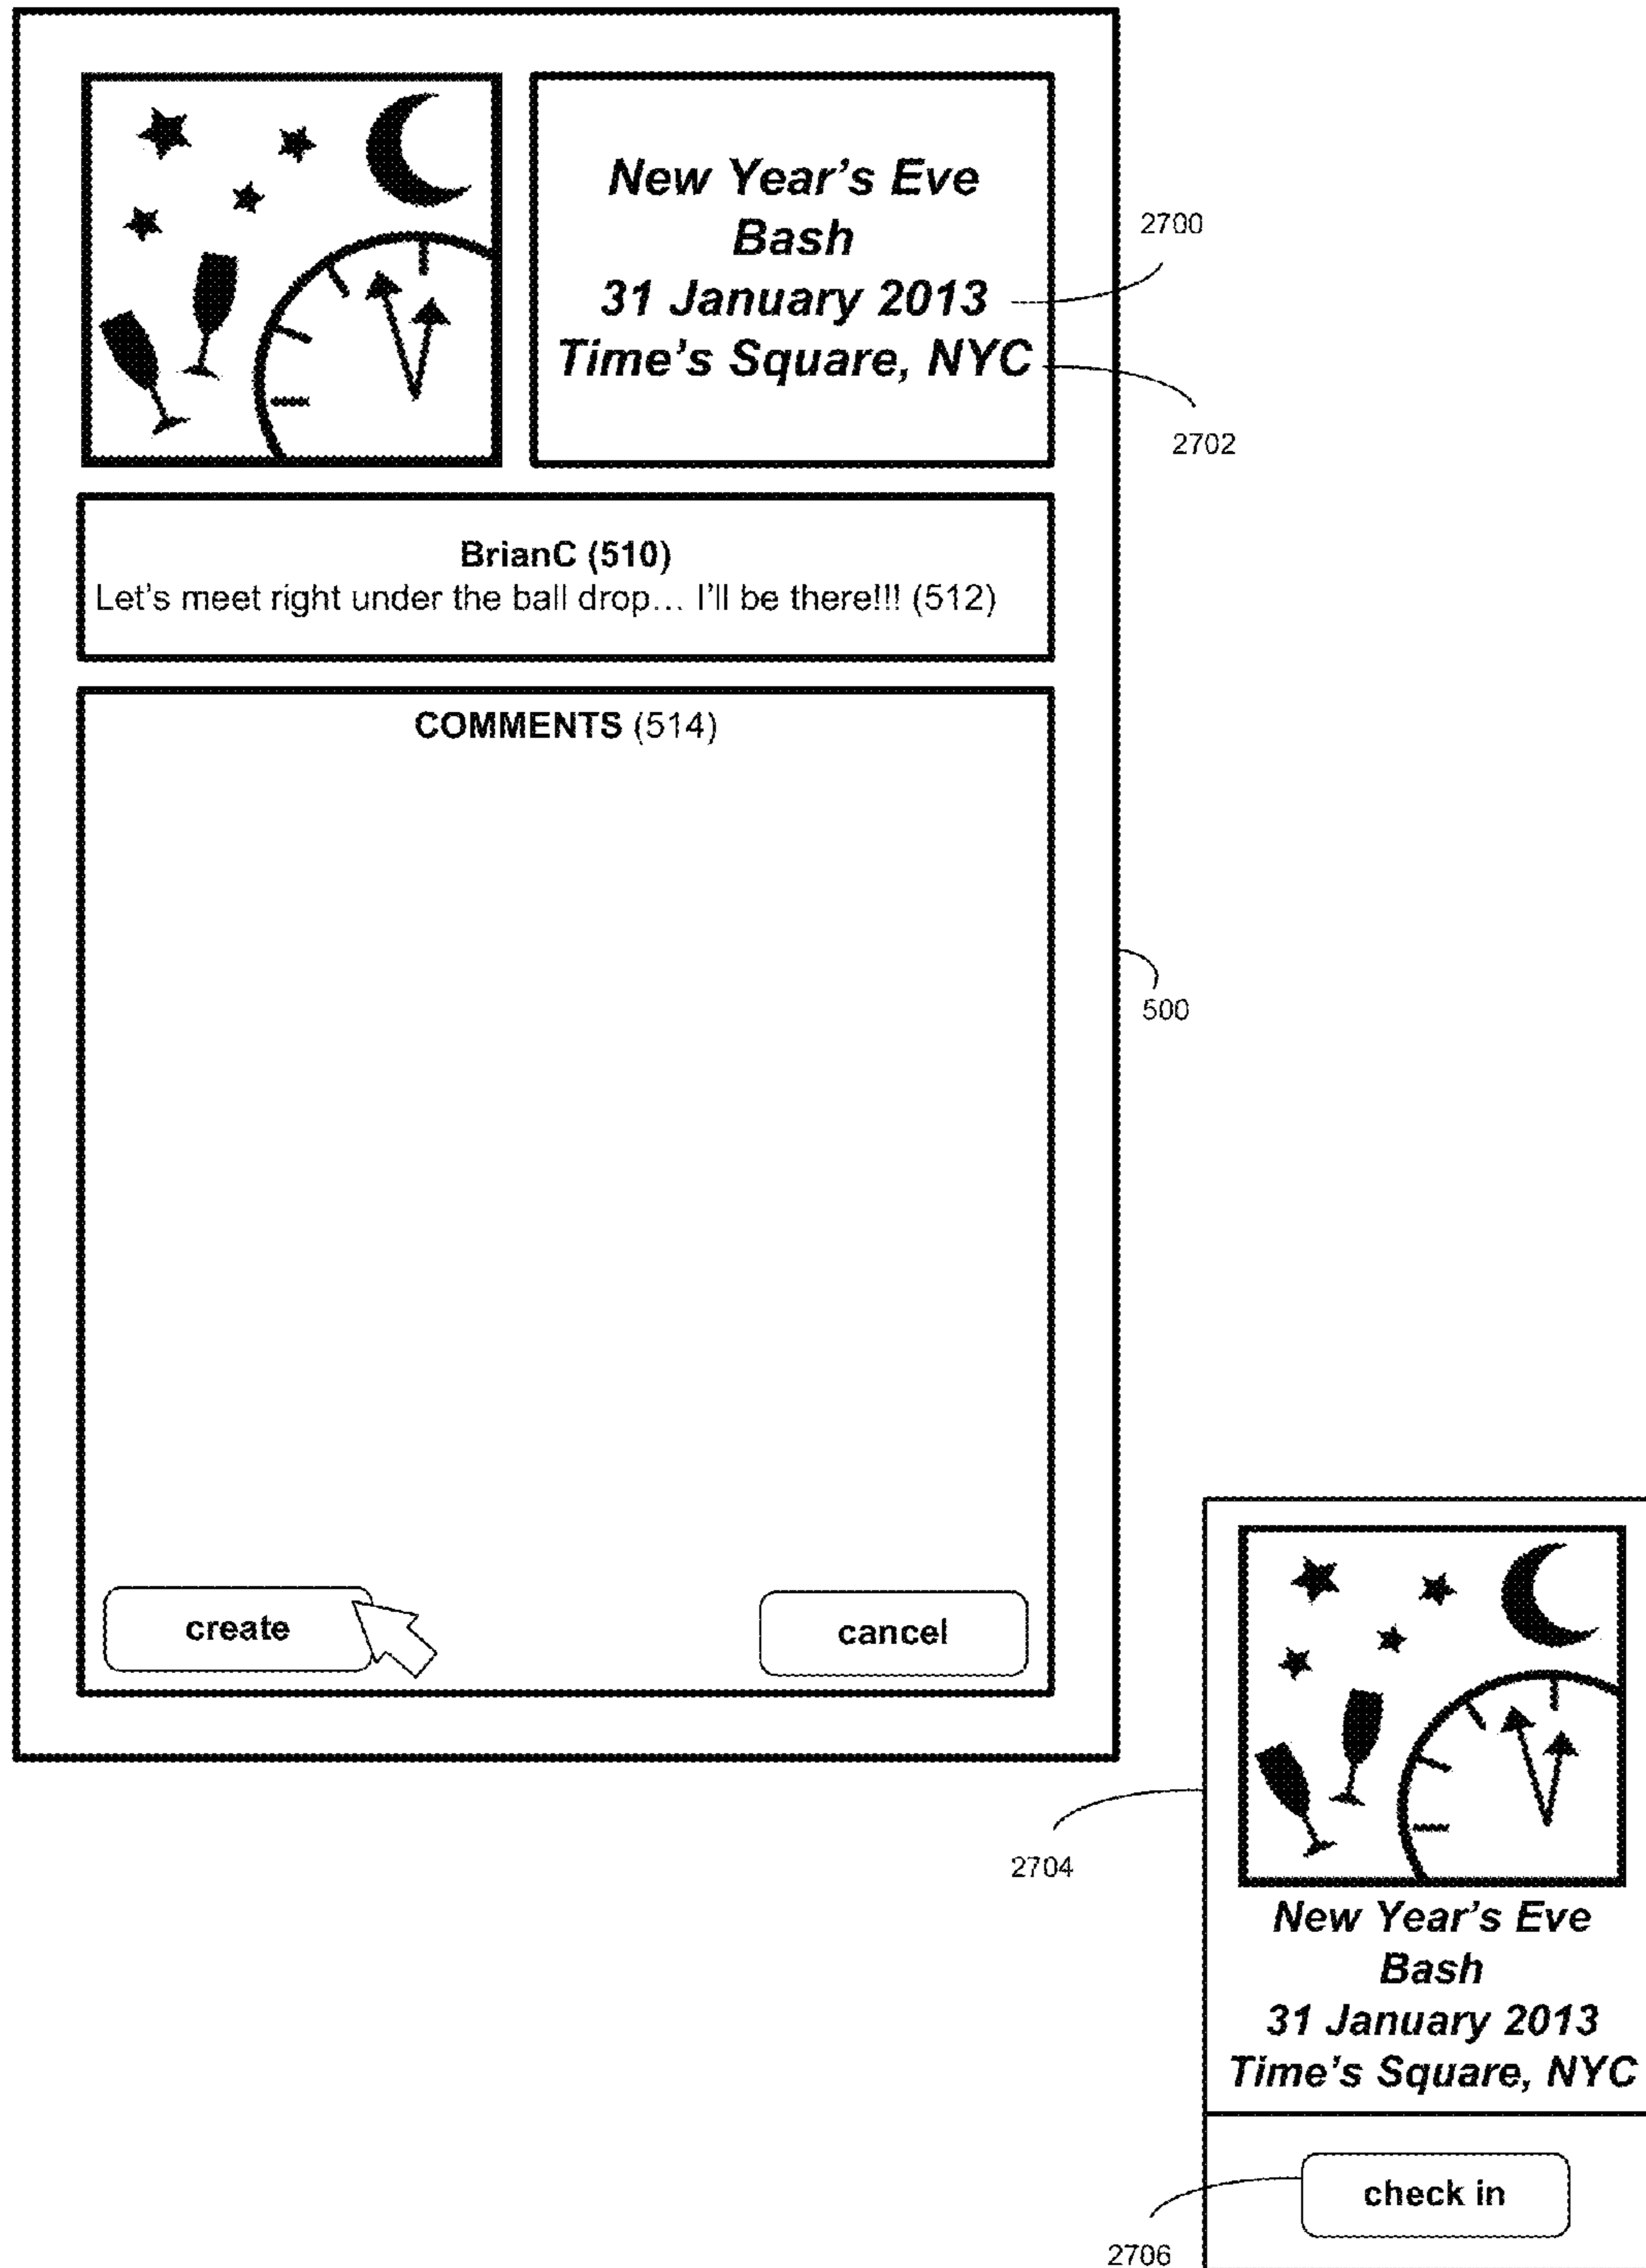 New Year's Eve
Bash
31 January 2013
Time's Square, NYC
2700
2702
BrianC (510)
Let's meet right under the ball drop... I'll be there!!! (512)
COMMENTS (514)
500
create
cancel
2704
New Year's Eve
Bash
31 January 2013
Time's Square, NYC
check in
2706